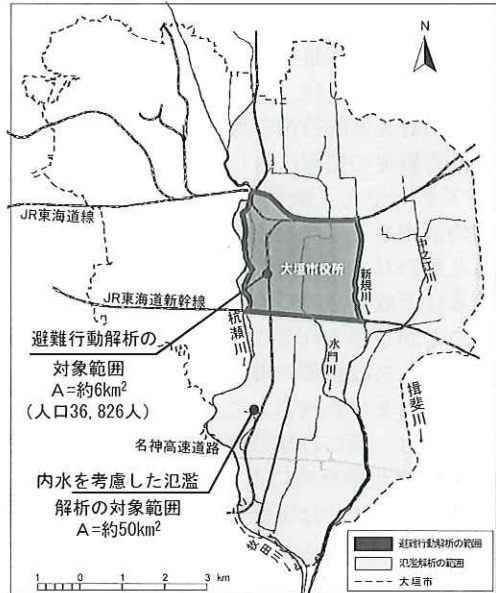 N
JR東海道線
大垣市役所
新規川
中之江川
JR東海道新幹線
杭瀬川
避難行動解析の
対象範囲
A=約6km²
(人口36,826人)
水門川
揖斐川
名神高速道路
内水を考慮した氾濫
解析の対象範囲
A=約50km²
牧田川
避難行動解析の範囲
氾濫解析の範囲
大垣市
1 0 1 2 3 km